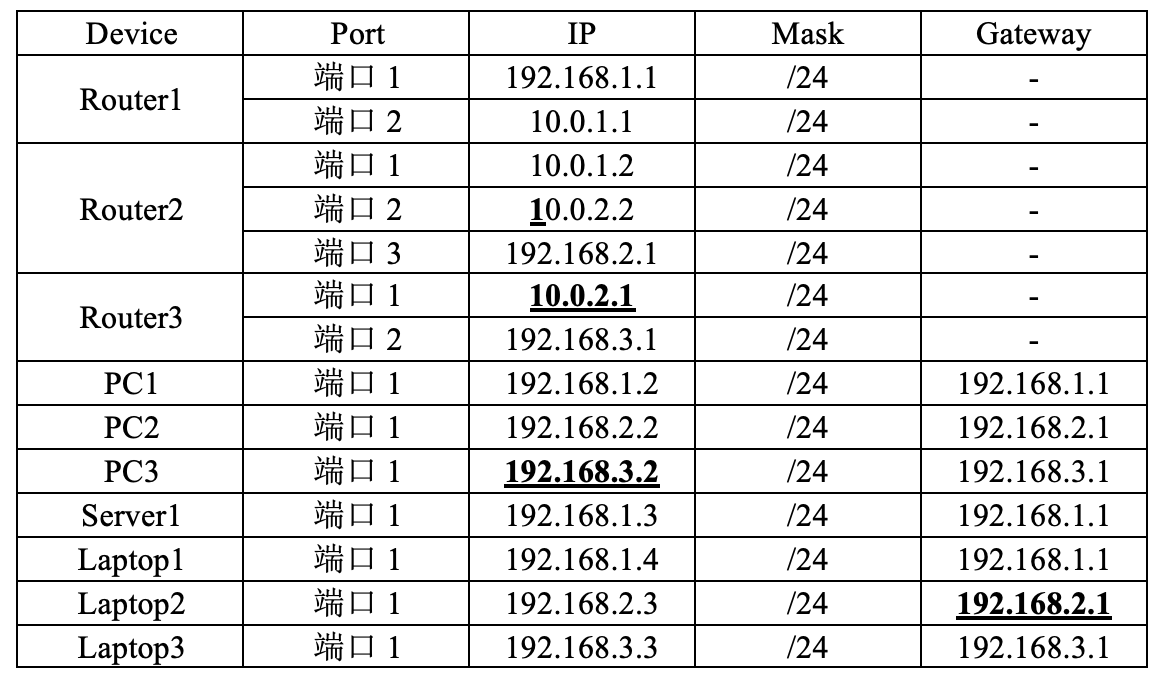 Device Port IP Mask Gateway
Router1 端口 1 192.168.1.1 /24 -
端口 2 10.0.1.1 /24 -
Router2 端口 1 10.0.1.2 /24 -
端口 2 10.0.2.2 /24 -
端口 3 192.168.2.1 /24 -
Router3 端口 1 10.0.2.1 /24 -
端口 2 192.168.3.1 /24 -
PC1 端口 1 192.168.1.2 /24 192.168.1.1
PC2 端口 1 192.168.2.2 /24 192.168.2.1
PC3 端口 1 192.168.3.2 /24 192.168.3.1
Server1 端口 1 192.168.1.3 /24 192.168.1.1
Laptop1 端口 1 192.168.1.4 /24 192.168.1.1
Laptop2 端口 1 192.168.2.3 /24 192.168.2.1
Laptop3 端口 1 192.168.3.3 /24 192.168.3.1